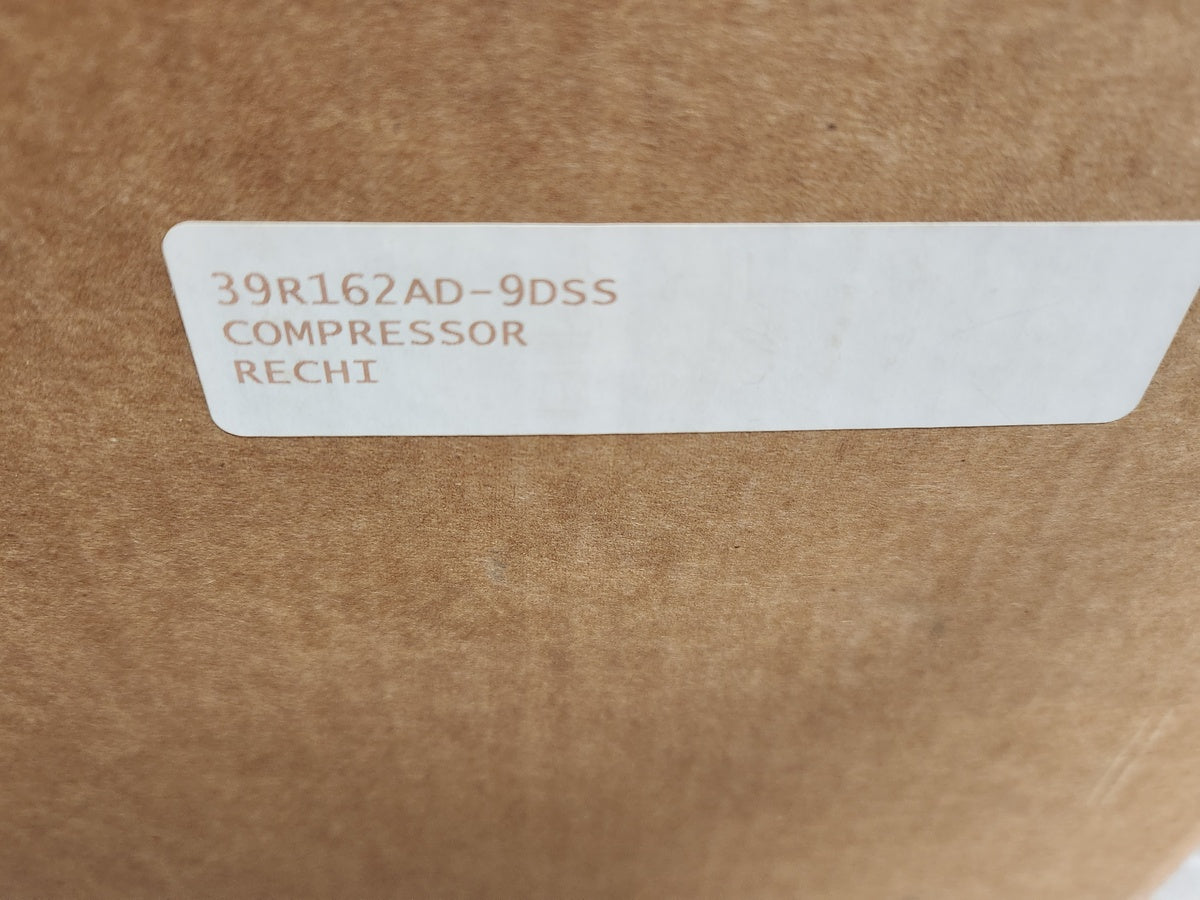 39R162AD-9DSS
COMPRESSOR
RECHI